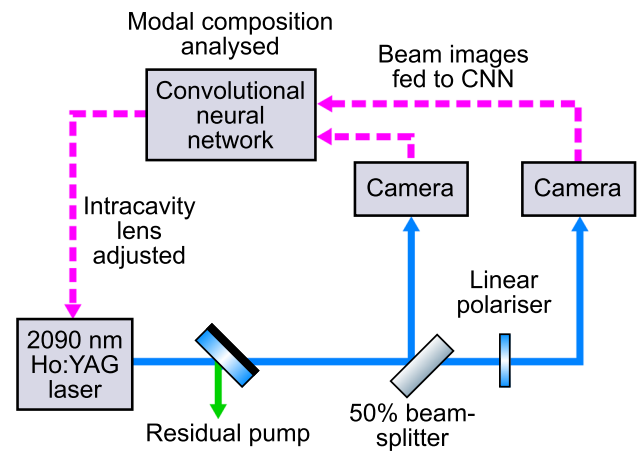 Modal composition
analysed
Beam images
fed to CNN
Convolutional
neural
network
Camera
Camera
Intracavity
lens
adjusted
Linear
polariser
2090 nm
Ho:YAG
laser
50% beam-
splitter
Residual pump